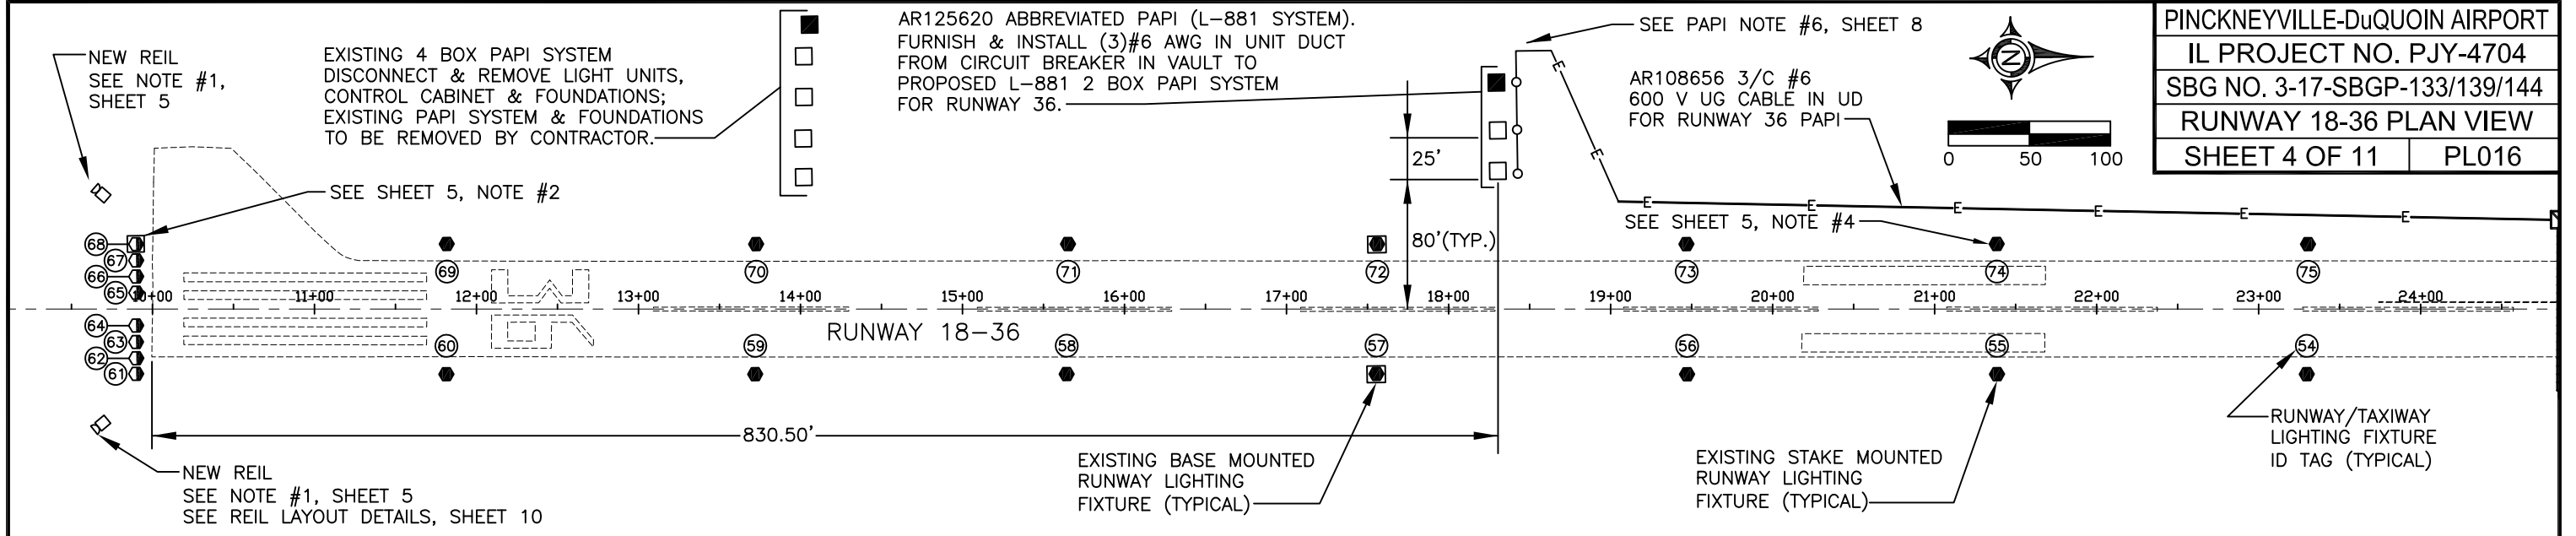 NEW REIL
SEE NOTE #1,
SHEET 5
EXISTING 4 BOX PAPI SYSTEM
DISCONNECT & REMOVE LIGHT UNITS,
CONTROL CABINET & FOUNDATIONS;
EXISTING PAPI SYSTEM & FOUNDATIONS
TO BE REMOVED BY CONTRACTOR.
AR125620 ABBREVIATED PAPI (L-881 SYSTEM).
FURNISH & INSTALL (3)#6 AWG IN UNIT DUCT
FROM CIRCUIT BREAKER IN VAULT TO
PROPOSED L-881 2 BOX PAPI SYSTEM
FOR RUNWAY 36.
SEE PAPI NOTE #6, SHEET 8
AR108656 3/C #6
600 V UG CABLE IN UD
FOR RUNWAY 36 PAPI
N
0 50 100
PINCKNEYVILLE-DuQUOIN AIRPORT
IL PROJECT NO. PJY-4704
SBG NO. 3-17-SBGP-133/139/144
RUNWAY 18-36 PLAN VIEW
SHEET 4 OF 11 PL016
25'
SEE SHEET 5, NOTE #2
E E E E E E E E
SEE SHEET 5, NOTE #4
80'(TYP.)
68
67
66
65
69 70 71 72 73 74 75
10+00 11+00 12+00 13+00 14+00 15+00 16+00 17+00 18+00 19+00 20+00 21+00 22+00 23+00 24+00
36
RUNWAY 18-36
64
63
62
61
60 59 58 57 56 55 54
830.50'
NEW REIL
SEE NOTE #1, SHEET 5
SEE REIL LAYOUT DETAILS, SHEET 10
EXISTING BASE MOUNTED
RUNWAY LIGHTING
FIXTURE (TYPICAL)
EXISTING STAKE MOUNTED
RUNWAY LIGHTING
FIXTURE (TYPICAL)
RUNWAY/TAXIWAY
LIGHTING FIXTURE
ID TAG (TYPICAL)